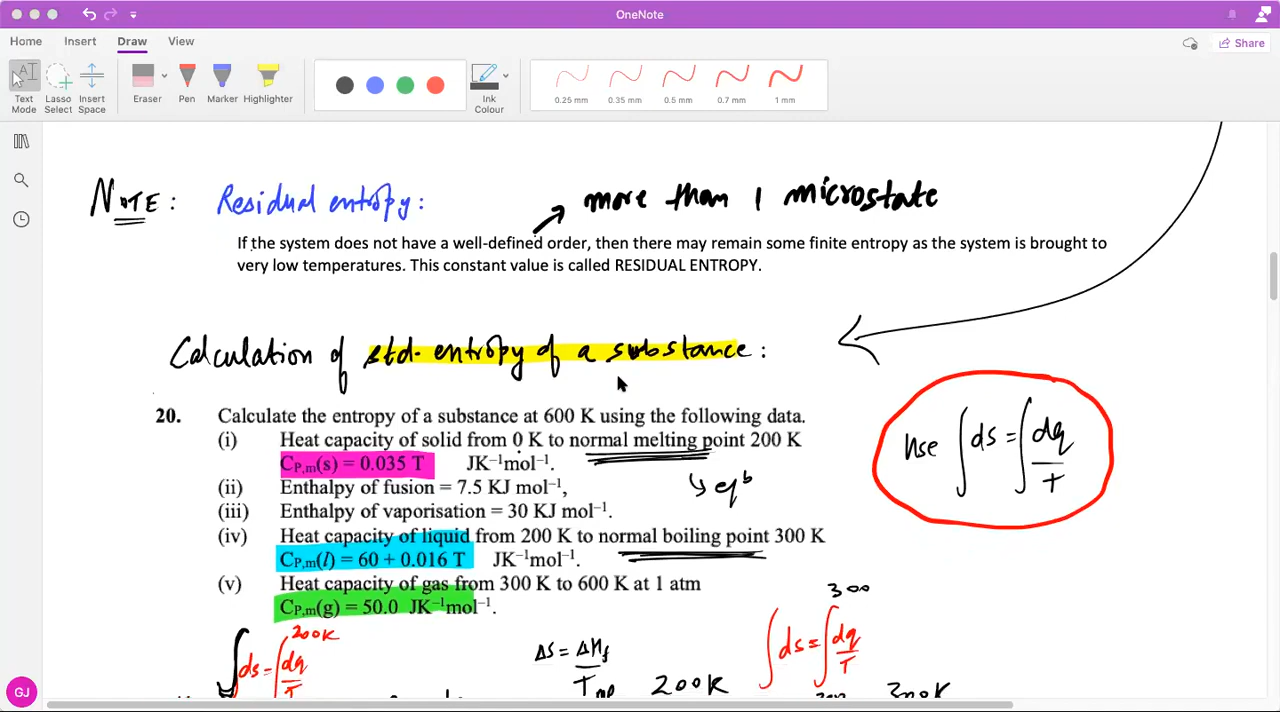 OneNote
Home Insert Draw View
Share
Text Mode
Lasso Select
Insert Space
Eraser
Pen
Marker
Highlighter
Ink Colour
0.25 mm 0.35 mm 0.5 mm 0.7 mm 1 mm
NOTE : Residual entropy : more than 1 microstate
If the system does not have a well-defined order, then there may remain some finite entropy as the system is brought to
very low temperatures. This constant value is called RESIDUAL ENTROPY.
Calculation of std. entropy of a substance :
20. Calculate the entropy of a substance at 600 K using the following data.
(i) Heat capacity of solid from 0 K to normal melting point 200 K
CP,m(s) = 0.035 T JK⁻¹mol⁻¹.
(ii) Enthalpy of fusion = 7.5 KJ mol⁻¹,
(iii) Enthalpy of vaporisation = 30 KJ mol⁻¹.
(iv) Heat capacity of liquid from 200 K to normal boiling point 300 K
CP,m(l) = 60 + 0.016 T JK⁻¹mol⁻¹.
(v) Heat capacity of gas from 300 K to 600 K at 1 atm
CP,m(g) = 50.0 JK⁻¹mol⁻¹.
eqᵇ
Use ∫ds = ∫dq/T
200K
∫ds = ∫dq/T
ΔS = ΔHf/Tmp
200K
300
∫ds = ∫dq/T
300K
GJ